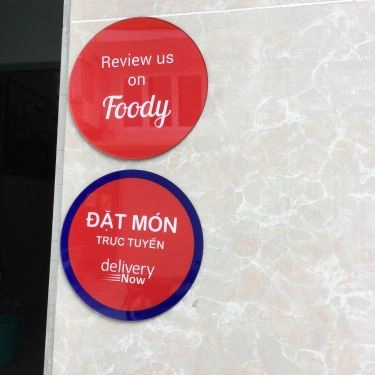 Review us
on
Foody
ĐẶT MÓN
TRỰC TUYẾN
delivery
Now